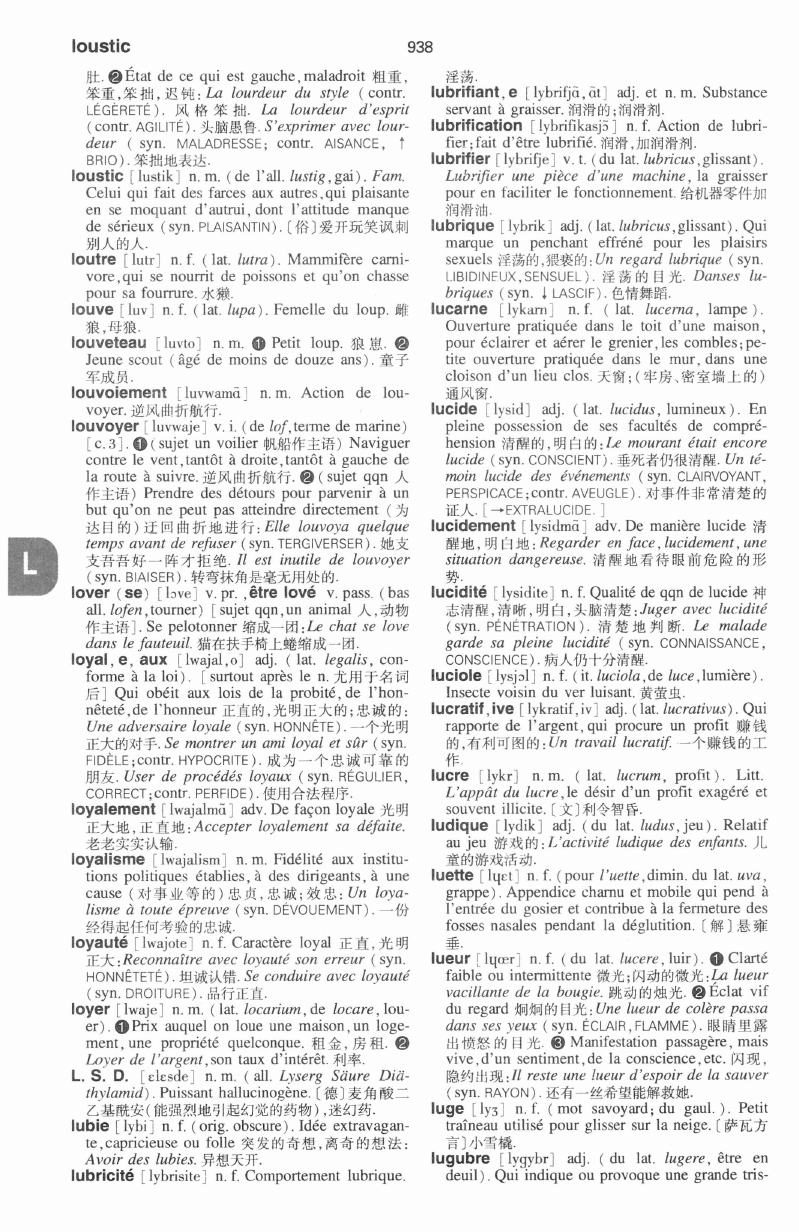 loustic
938
肚. ❷État de ce qui est gauche,maladroit 粗重,
笨重,笨拙, 迟钝: La lourdeur du style ( contr.
LÉGÈRETÉ). 风格笨拙. La lourdeur d'esprit
( contr. AGILITÉ). 头脑愚鲁. S'exprimer avec lour-
deur ( syn. MALADRESSE; contr. AISANCE, ↑
BRIO). 笨拙地表达.
loustic [ lustik] n. m. ( de l'all. lustig,gai). Fam.
Celui qui fait des farces aux autres,qui plaisante
en se moquant d'autrui, dont l'attitude manque
de sérieux ( syn. PLAISANTIN). 〔俗〕爱开玩笑讽刺
别人的人.
loutre [ lutr] n. f. ( lat. lutra). Mammifère carni-
vore,qui se nourrit de poissons et qu'on chasse
pour sa fourrure. 水獭.
louve [ luv] n. f. ( lat. lupa). Femelle du loup. 雌
狼,母狼.
louveteau [ luvto] n. m. ❶ Petit loup. 狼崽. ❷
Jeune scout ( âgé de moins de douze ans). 童子
军成员.
louvoiement [ luvwamɑ̃] n. m. Action de lou-
voyer. 逆风曲折航行.
louvoyer [ luvwaje] v. i. ( de lof,terme de marine)
[ c. 3]. ❶( sujet un voilier 帆船作主语) Naviguer
contre le vent,tantôt à droite,tantôt à gauche de
la route à suivre. 逆风曲折航行. ❷( sujet qqn 人
作主语) Prendre des détours pour parvenir à un
but qu'on ne peut pas atteindre directement ( 为
达目的) 迂回曲折地进行: Elle louvoya quelque
temps avant de refuser ( syn. TERGIVERSER). 她支
支吾吾好一阵才拒绝. Il est inutile de louvoyer
( syn. BIAISER). 转弯抹角是毫无用处的.
lover (se) [ lɔve] v. pr. ,être lové v. pass. ( bas
all. lofen,tourner) [ sujet qqn,un animal 人,动物
作主语]. Se pelotonner 缩成一团: Le chat se love
dans le fauteuil. 猫在扶手椅上蜷缩成一团.
loyal, e, aux [ lwajal,o] adj. ( lat. legalis, con-
forme à la loi). [ surtout après le n. 尤用于名词
后] Qui obéit aux lois de la probité, de l'hon-
nêteté, de l'honneur 正直的,光明正大的;忠诚的:
Une adversaire loyale ( syn. HONNÊTE). 一个光明
正大的对手. Se montrer un ami loyal et sûr ( syn.
FIDÈLE;contr. HYPOCRITE). 成为一个忠诚可靠的
朋友. User de procédés loyaux ( syn. RÉGULIER,
CORRECT;contr. PERFIDE). 使用合法程序.
loyalement [ lwajalmɑ̃] adv. De façon loyale 光明
正大地, 正直地: Accepter loyalement sa défaite.
老老实实认输.
loyalisme [ lwajalism] n. m. Fidélité aux institu-
tions politiques établies, à des dirigeants, à une
cause ( 对事业等的) 忠贞, 忠诚; 效忠: Un loya-
lisme à toute épreuve ( syn. DÉVOUEMENT). 一份
经得起任何考验的忠诚.
loyauté [ lwajote] n. f. Caractère loyal 正直, 光明
正大: Reconnaître avec loyauté son erreur ( syn.
HONNÊTETÉ). 坦诚认错. Se conduire avec loyauté
( syn. DROITURE). 品行正直.
loyer [ lwaje] n. m. ( lat. locarium, de locare, lou-
er). ❶Prix auquel on loue une maison,un loge-
ment, une propriété quelconque. 租金, 房租. ❷
Loyer de l'argent,son taux d'intérêt. 利率.
L. S. D. [ ɛlɛsde] n. m. ( all. Lyserg Säure Diä-
thylamid). Puissant hallucinogène. 〔德〕麦角酸二
乙基酰安(能强烈地引起幻觉的药物),迷幻药.
lubie [ lybi] n. f. ( orig. obscure). Idée extravagan-
te,capricieuse ou folle 突发的奇想,离奇的想法:
Avoir des lubies. 异想天开.
lubricité [ lybrisite] n. f. Comportement lubrique.
淫荡.
lubrifiant, e [ lybrifjɑ̃, ɑ̃t] adj. et n. m. Substance
servant à graisser. 润滑的;润滑剂.
lubrification [ lybrifikasjɔ̃] n. f. Action de lubri-
fier;fait d'être lubrifié. 润滑,加润滑剂.
lubrifier [ lybrifje] v. t. ( du lat. lubricus,glissant).
Lubrifier une pièce d'une machine, la graisser
pour en faciliter le fonctionnement. 给机器零件加
润滑油.
lubrique [ lybrik] adj. ( lat. lubricus,glissant). Qui
marque un penchant effréné pour les plaisirs
sexuels 淫荡的,猥亵的: Un regard lubrique ( syn.
LIBIDINEUX,SENSUEL). 淫荡的目光. Danses lu-
briques ( syn. ↓ LASCIF). 色情舞蹈.
lucarne [ lykarn] n. f. ( lat. lucerna, lampe ).
Ouverture pratiquée dans le toit d'une maison,
pour éclairer et aérer le grenier,les combles;pe-
tite ouverture pratiquée dans le mur, dans une
cloison d'un lieu clos. 天窗;(牢房、密室墙上的)
通风窗.
lucide [ lysid] adj. ( lat. lucidus, lumineux). En
pleine possession de ses facultés de compré-
hension 清醒的,明白的: Le mourant était encore
lucide ( syn. CONSCIENT). 垂死者仍很清醒. Un té-
moin lucide des événements ( syn. CLAIRVOYANT,
PERSPICACE;contr. AVEUGLE). 对事件非常清楚的
证人. [ →EXTRALUCIDE. ]
lucidement [ lysidmɑ̃] adv. De manière lucide 清
醒地, 明白地: Regarder en face, lucidement, une
situation dangereuse. 清醒地看待眼前危险的形
势.
lucidité [ lysidite] n. f. Qualité de qqn de lucide 神
志清醒,清晰,明白,头脑清楚: Juger avec lucidité
( syn. PÉNÉTRATION). 清楚地判断. Le malade
garde sa pleine lucidité ( syn. CONNAISSANCE,
CONSCIENCE). 病人仍十分清醒.
luciole [ lysjɔl] n. f. ( it. luciola,de luce,lumière).
Insecte voisin du ver luisant. 黄萤虫.
lucratif,ive [ lykratif,iv] adj. ( lat. lucrativus). Qui
rapporte de l'argent,qui procure un profit 赚钱
的,有利可图的: Un travail lucratif. 一个赚钱的工
作.
lucre [ lykr] n. m. ( lat. lucrum, profit). Litt.
L'appât du lucre,le désir d'un profit exagéré et
souvent illicite. [文]利令智昏.
ludique [ lydik] adj. ( du lat. ludus,jeu). Relatif
au jeu 游戏的: L'activité ludique des enfants. 儿
童的游戏活动.
luette [ lɥɛt] n. f. ( pour l'uette,dimin. du lat. uva,
grappe). Appendice charnu et mobile qui pend à
l'entrée du gosier et contribue à la fermeture des
fosses nasales pendant la déglutition. 〔解〕悬雍
垂.
lueur [ lɥœr] n. f. ( du lat. lucere, luir). ❶ Clarté
faible ou intermittente 微光;闪动的微光: La lueur
vacillante de la bougie. 跳动的烛光. ❷Éclat vif
du regard 炯炯的目光: Une lueur de colère passa
dans ses yeux ( syn. ÉCLAIR,FLAMME). 眼睛里露
出愤怒的目光. ❸ Manifestation passagère, mais
vive,d'un sentiment,de la conscience,etc. 闪现,
隐约出现: Il reste une lueur d'espoir de la sauver
( syn. RAYON). 还有一丝希望能解救她.
luge [ lyʒ] n. f. ( mot savoyard; du gaul. ). Petit
traîneau utilisé pour glisser sur la neige. [萨瓦方
言]小雪橇.
lugubre [ lygybr] adj. ( du lat. lugere, être en
deuil). Qui indique ou provoque une grande tris-
L